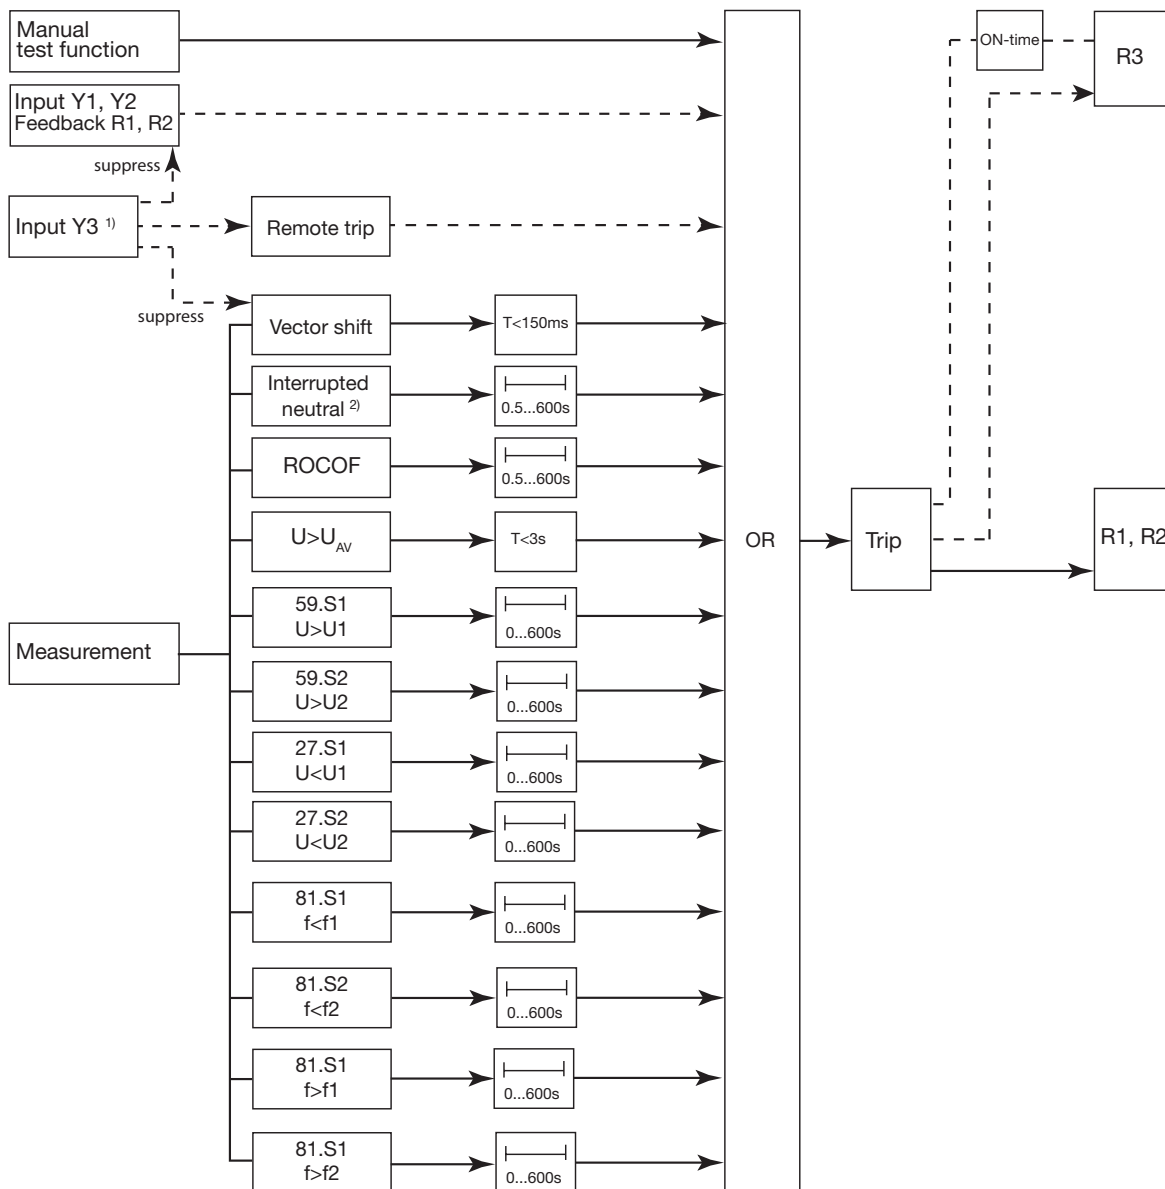 Manual
test function
ON-time
R3
Input Y1, Y2
Feedback R1, R2
suppress
Input Y3 1)
Remote trip
suppress
Vector shift
T<150ms
Interrupted
neutral 2)
0.5...600s
ROCOF
0.5...600s
U>UAV
T<3s
OR
Trip
R1, R2
59.S1
U>U1
0...600s
Measurement
59.S2
U>U2
0...600s
27.S1
U<U1
0...600s
27.S2
U<U2
0...600s
81.S1
f<f1
0...600s
81.S2
f<f2
0...600s
81.S1
f>f1
0...600s
81.S1
f>f2
0...600s